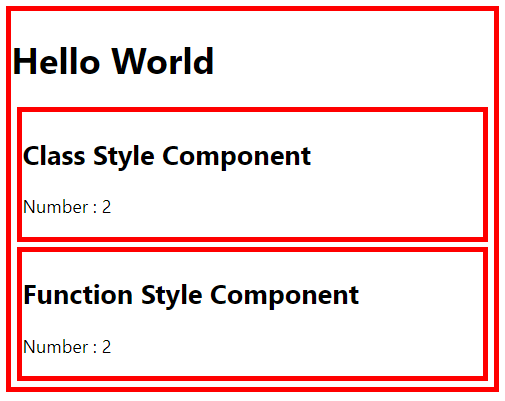 Hello World
Class Style Component
Number : 2
Function Style Component
Number : 2